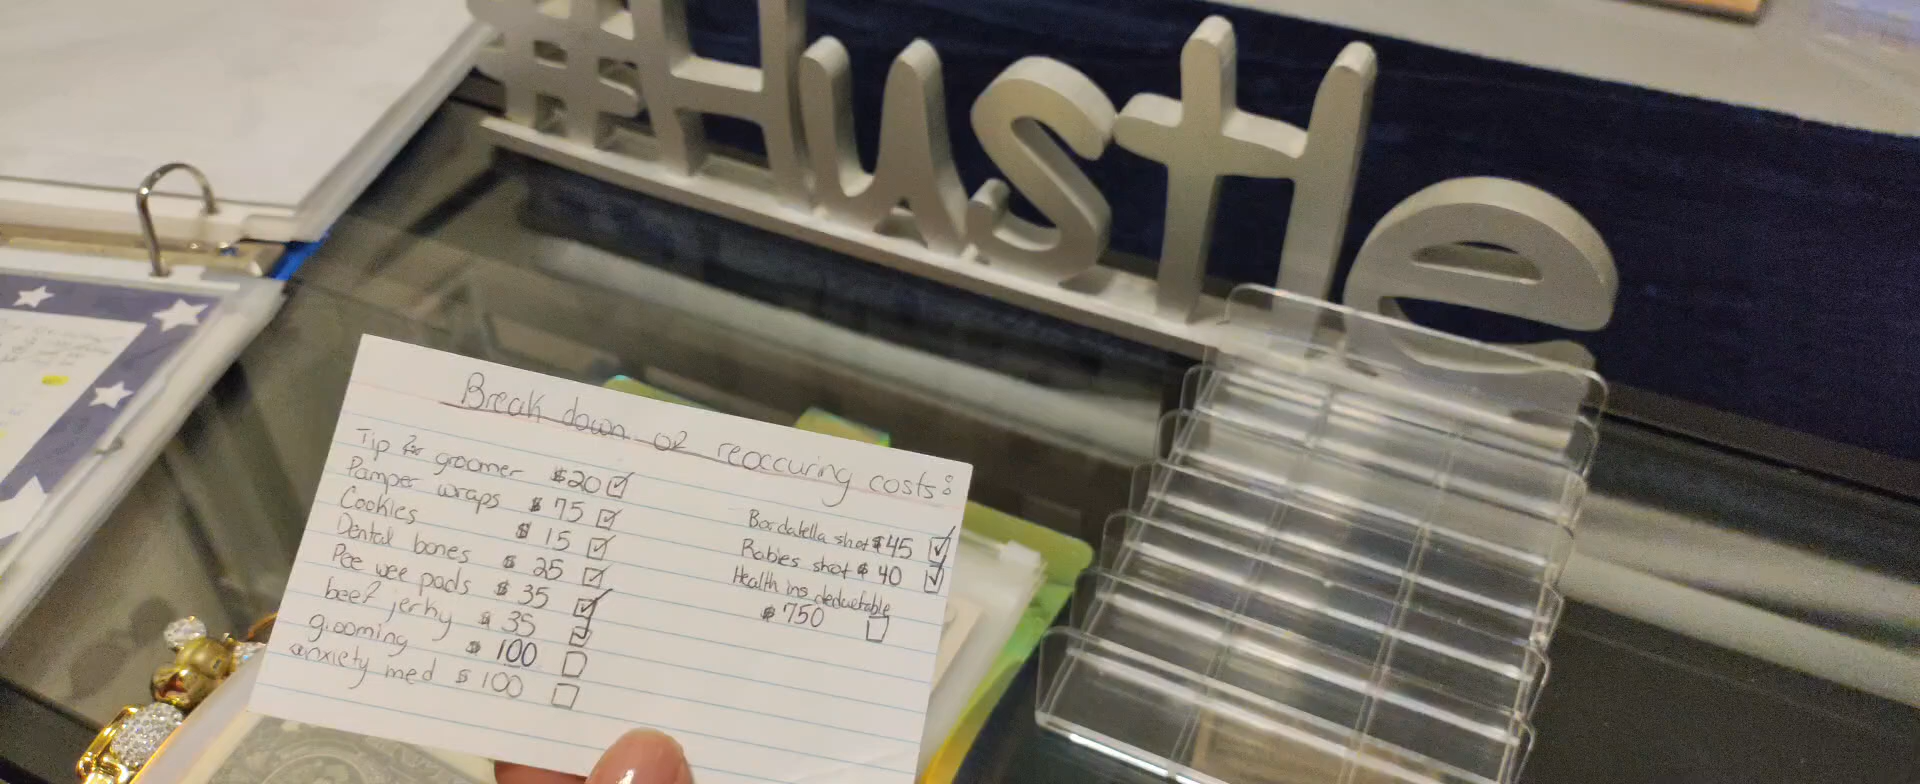 #Hustle
Break down of reoccuring costs:
Tip for groomer $20
Pamper wraps $75
Cookies $15
Dental bones $25
Pee wee pads $35
beef jerky $35
grooming $100
anxiety med $100
Bordatella shot $45
Rabies shot $40
Health ins deductable
$750